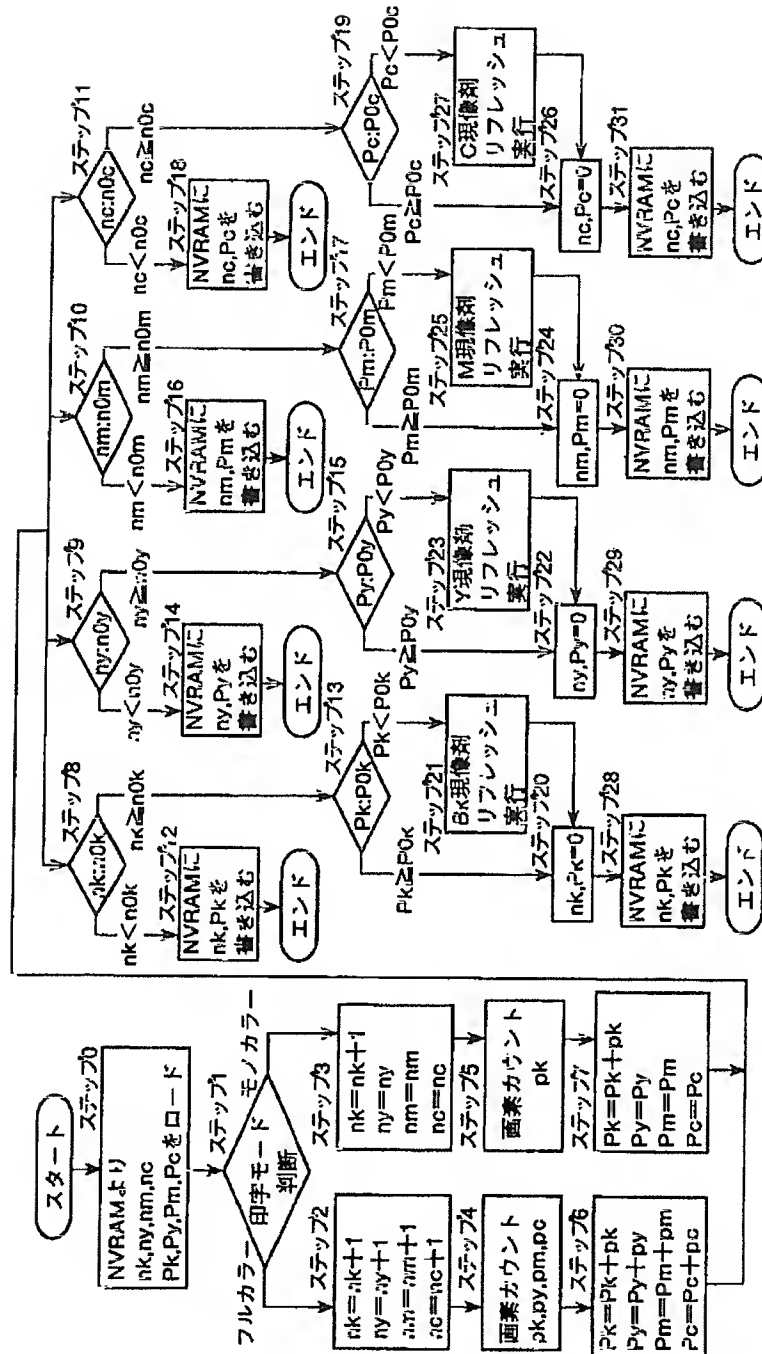 スタート
ステップ0
NVRAMより
nk,ny,nm,nc
Pk,Py,Pm,Pcをロード
ステップ1
印字モード
判断
フルカラー
モノカラー
ステップ2
nk=nk+1
ny=ny+1
nm=nm+1
nc=nc+1
ステップ3
nk=nk+1
ny=ny
nm=nm
nc=nc
ステップ4
画素カウント
pk,py,pm,pc
ステップ5
画素カウント
pk
ステップ6
Pk=Pk+pk
Py=Py+py
Pm=Pm+pm
Pc=Pc+pc
ステップ7
Pk=Pk+pk
Py=Py
Pm=Pm
Pc=Pc
ステップ8
nk:n0k
nk<n0k
nk≧n0k
ステップ12
NVRAMに
nk,Pkを
書き込む
エンド
ステップ13
Pk:P0k
Pk≧P0k
Pk<P0k
ステップ21
Bk現像剤
リフレッシュ
実行
ステップ20
nk,Pk=0
ステップ28
NVRAMに
nk,Pkを
書き込む
エンド
ステップ9
ny:n0y
ny<n0y
ny≧n0y
ステップ14
NVRAMに
ny,Pyを
書き込む
エンド
ステップ15
Py:P0y
Py≧P0y
Py<P0y
ステップ23
Y現像剤
リフレッシュ
実行
ステップ22
ny,Py=0
ステップ29
NVRAMに
ny,Pyを
書き込む
エンド
ステップ10
nm:n0m
nm<n0m
nm≧n0m
ステップ16
NVRAMに
nm,Pmを
書き込む
エンド
ステップ17
Pm:P0m
Pm≧P0m
Pm<P0m
ステップ25
M現像剤
リフレッシュ
実行
ステップ24
nm,Pm=0
ステップ30
NVRAMに
nm,Pmを
書き込む
エンド
ステップ11
nc:n0c
nc<n0c
nc≧n0c
ステップ18
NVRAMに
nc,Pcを
書き込む
エンド
ステップ19
Pc:P0c
Pc≧P0c
Pc<P0c
ステップ27
C現像剤
リフレッシュ
実行
ステップ26
nc,Pc=0
ステップ31
NVRAMに
nc,Pcを
書き込む
エンド